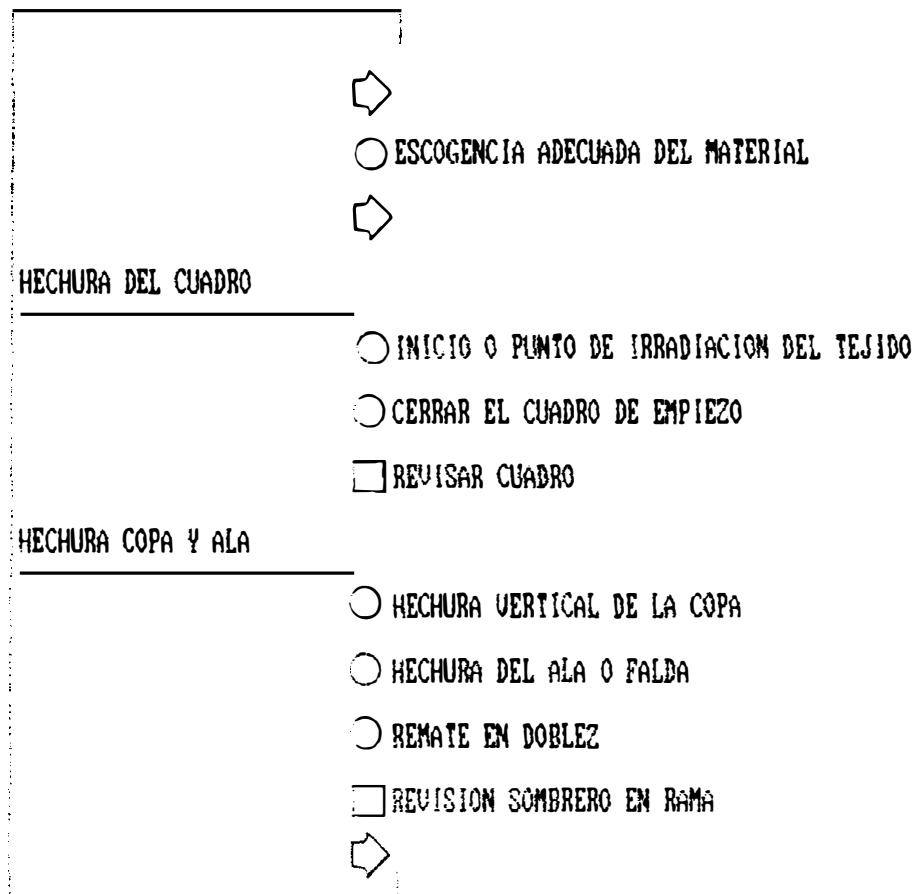 ESCOGENCIA ADECUADA DEL MATERIAL
HECHURA DEL CUADRO
INICIO O PUNTO DE IRRADIACION DEL TEJIDO
CERRAR EL CUADRO DE EMPIEZO
REVISAR CUADRO
HECHURA COPA Y ALA
HECHURA VERTICAL DE LA COPA
HECHURA DEL ALA O FALDA
REMATE EN DOBLEZ
REVISION SOMBRERO EN RAMA